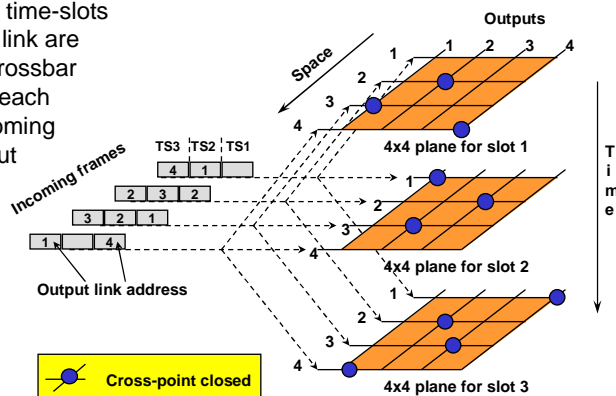 time-slots
link are
rossbar
each
oming
ut
Outputs
Space
1 1 2 3 4
2
3
4
4x4 plane for slot 1
Incoming frames
TS3 TS2 TS1
4 1
2 3 2
3 2 1
1 4
Output link address
1
2
3
4
4x4 plane for slot 2
1
2
3
4
4x4 plane for slot 3
Time
Cross-point closed